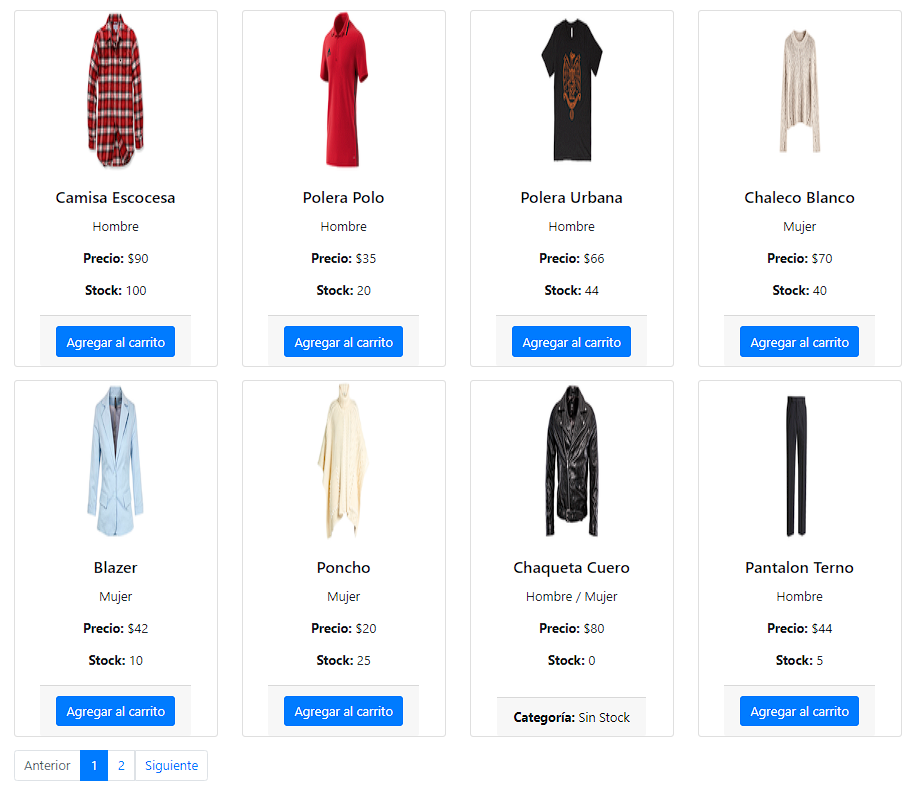 Camisa Escocesa
Hombre
Precio: $90
Stock: 100
Agregar al carrito
Polera Polo
Hombre
Precio: $35
Stock: 20
Agregar al carrito
Polera Urbana
Hombre
Precio: $66
Stock: 44
Agregar al carrito
Chaleco Blanco
Mujer
Precio: $70
Stock: 40
Agregar al carrito
Blazer
Mujer
Precio: $42
Stock: 10
Agregar al carrito
Poncho
Mujer
Precio: $20
Stock: 25
Agregar al carrito
Chaqueta Cuero
Hombre / Mujer
Precio: $80
Stock: 0
Categoría: Sin Stock
Pantalon Terno
Hombre
Precio: $44
Stock: 5
Agregar al carrito
Anterior 1 2 Siguiente